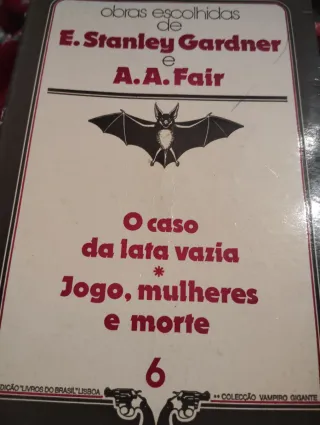 obras escolhidas
de
E. Stanley Gardner
e
A.A. Fair
O caso
da lata vazia
*
Jogo, mulheres
e morte
6
DIÇÃO "LIVROS DO BRASIL" LISBOA
** COLECÇÃO VAMPIRO GIGANTE